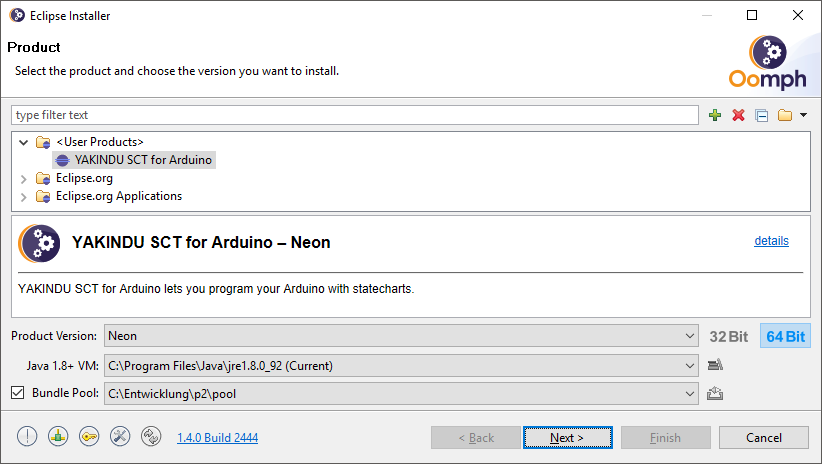 Eclipse Installer
Product
Select the product and choose the version you want to install.
Oomph
type filter text
<User Products>
YAKINDU SCT for Arduino
Eclipse.org
Eclipse.org Applications
YAKINDU SCT for Arduino – Neon
details
YAKINDU SCT for Arduino lets you program your Arduino with statecharts.
Product Version: Neon 32 Bit 64 Bit
Java 1.8+ VM: C:\Program Files\Java\jre1.8.0_92 (Current)
Bundle Pool: C:\Entwicklung\p2\pool
1.4.0 Build 2444 < Back Next > Finish Cancel